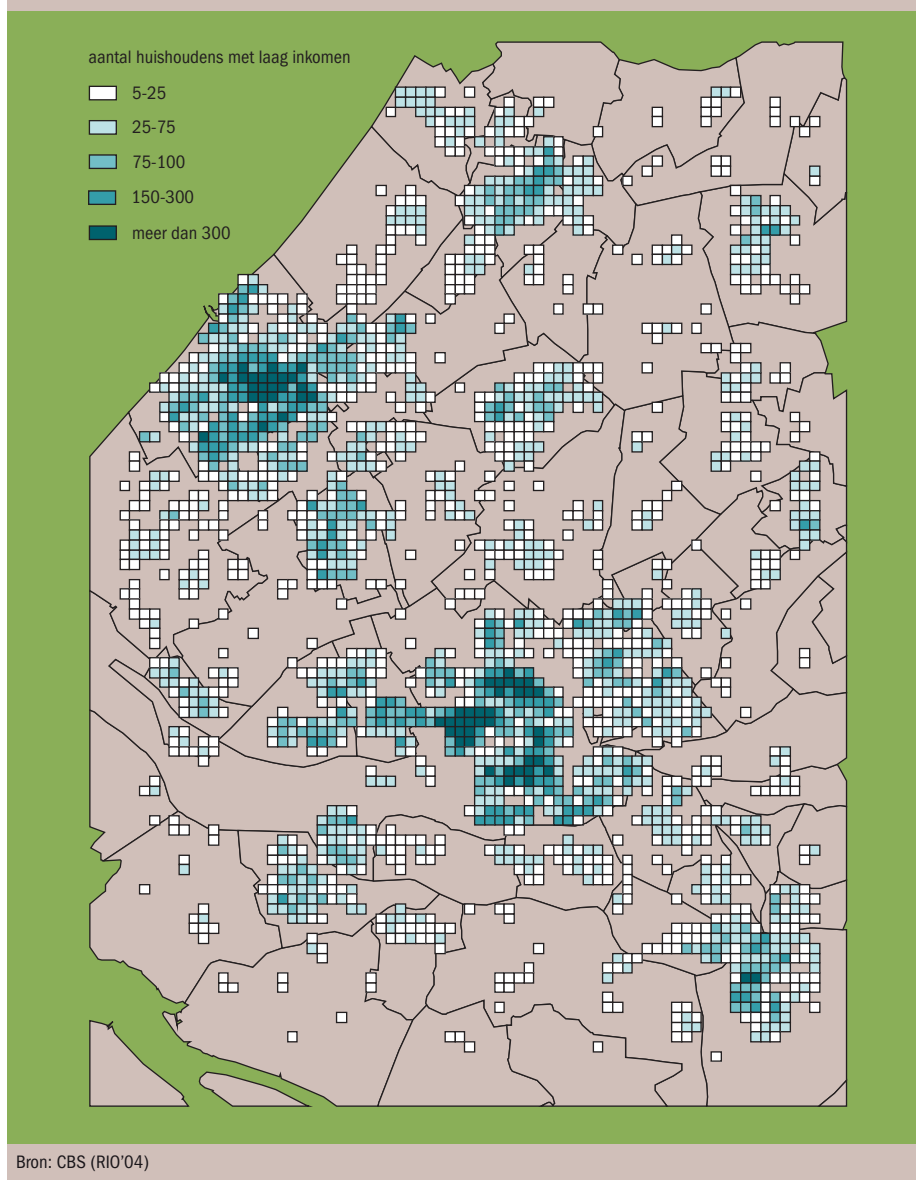 aantal huishoudens met laag inkomen
5-25
25-75
75-100
150-300
meer dan 300
Bron: CBS (RIO'04)